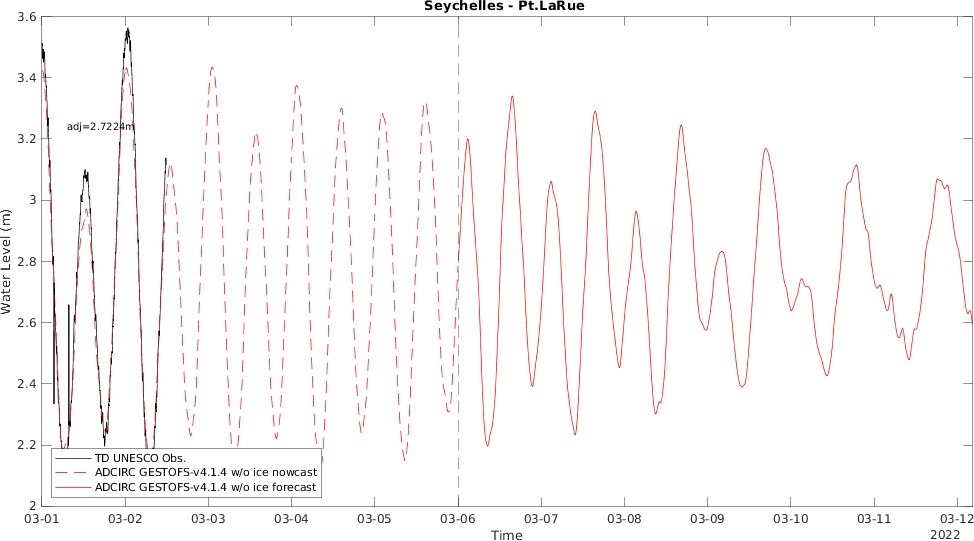 Seychelles - Pt.LaRue
3.6
3.4
3.2
3
2.8
2.6
2.4
2.2
2
Water Level (m)
adj=2.7224m
TD UNESCO Obs.
ADCIRC GESTOFS-v4.1.4 w/o ice nowcast
ADCIRC GESTOFS-v4.1.4 w/o ice forecast
03-01 03-02 03-03 03-04 03-05 03-06 03-07 03-08 03-09 03-10 03-11 03-12
Time
2022